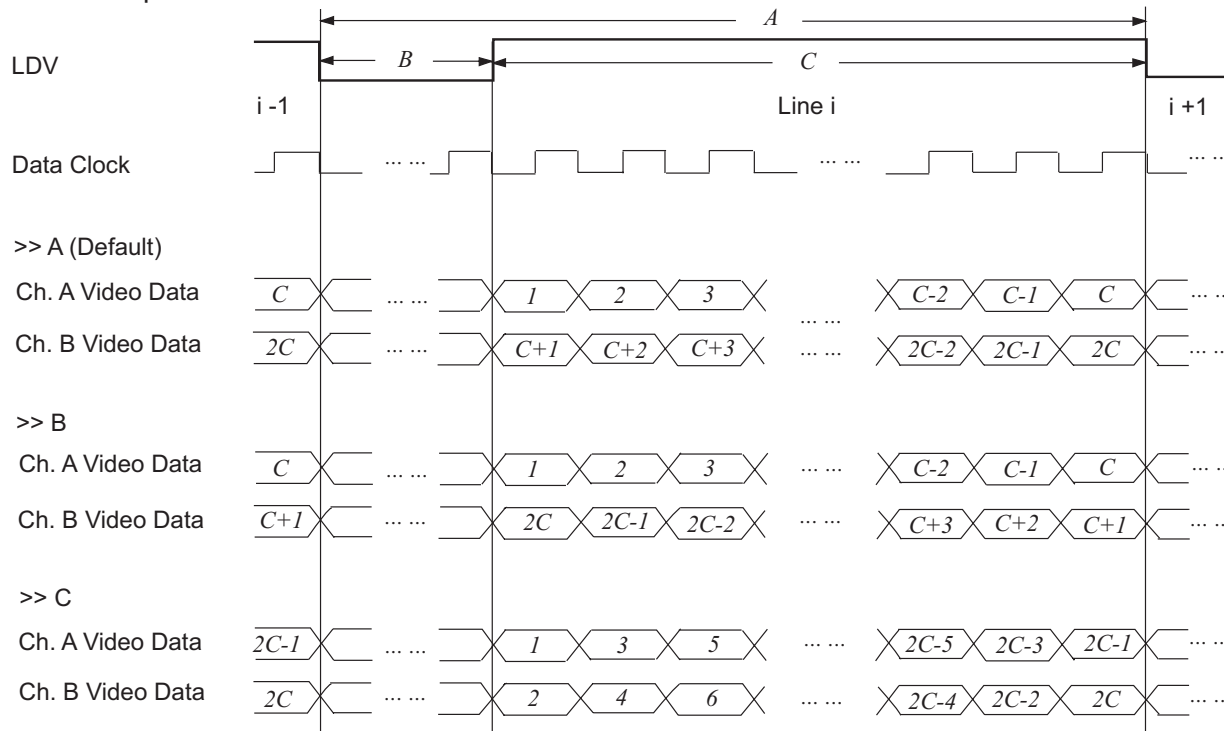 A
LDV B C
i -1 Line i i +1
Data Clock ... ... ... ... ... ...
>> A (Default)
Ch. A Video Data C ... ... 1 2 3 C-2 C-1 C ... ...
... ...
Ch. B Video Data 2C ... ... C+1 C+2 C+3 ... ... 2C-2 2C-1 2C ... ...
>> B
Ch. A Video Data C ... ... 1 2 3 ... ... C-2 C-1 C ... ...
Ch. B Video Data C+1 ... ... 2C 2C-1 2C-2 ... ... C+3 C+2 C+1 ... ...
>> C
Ch. A Video Data 2C-1 ... ... 1 3 5 ... ... 2C-5 2C-3 2C-1 ... ...
Ch. B Video Data 2C ... ... 2 4 6 ... ... 2C-4 2C-2 2C ... ...